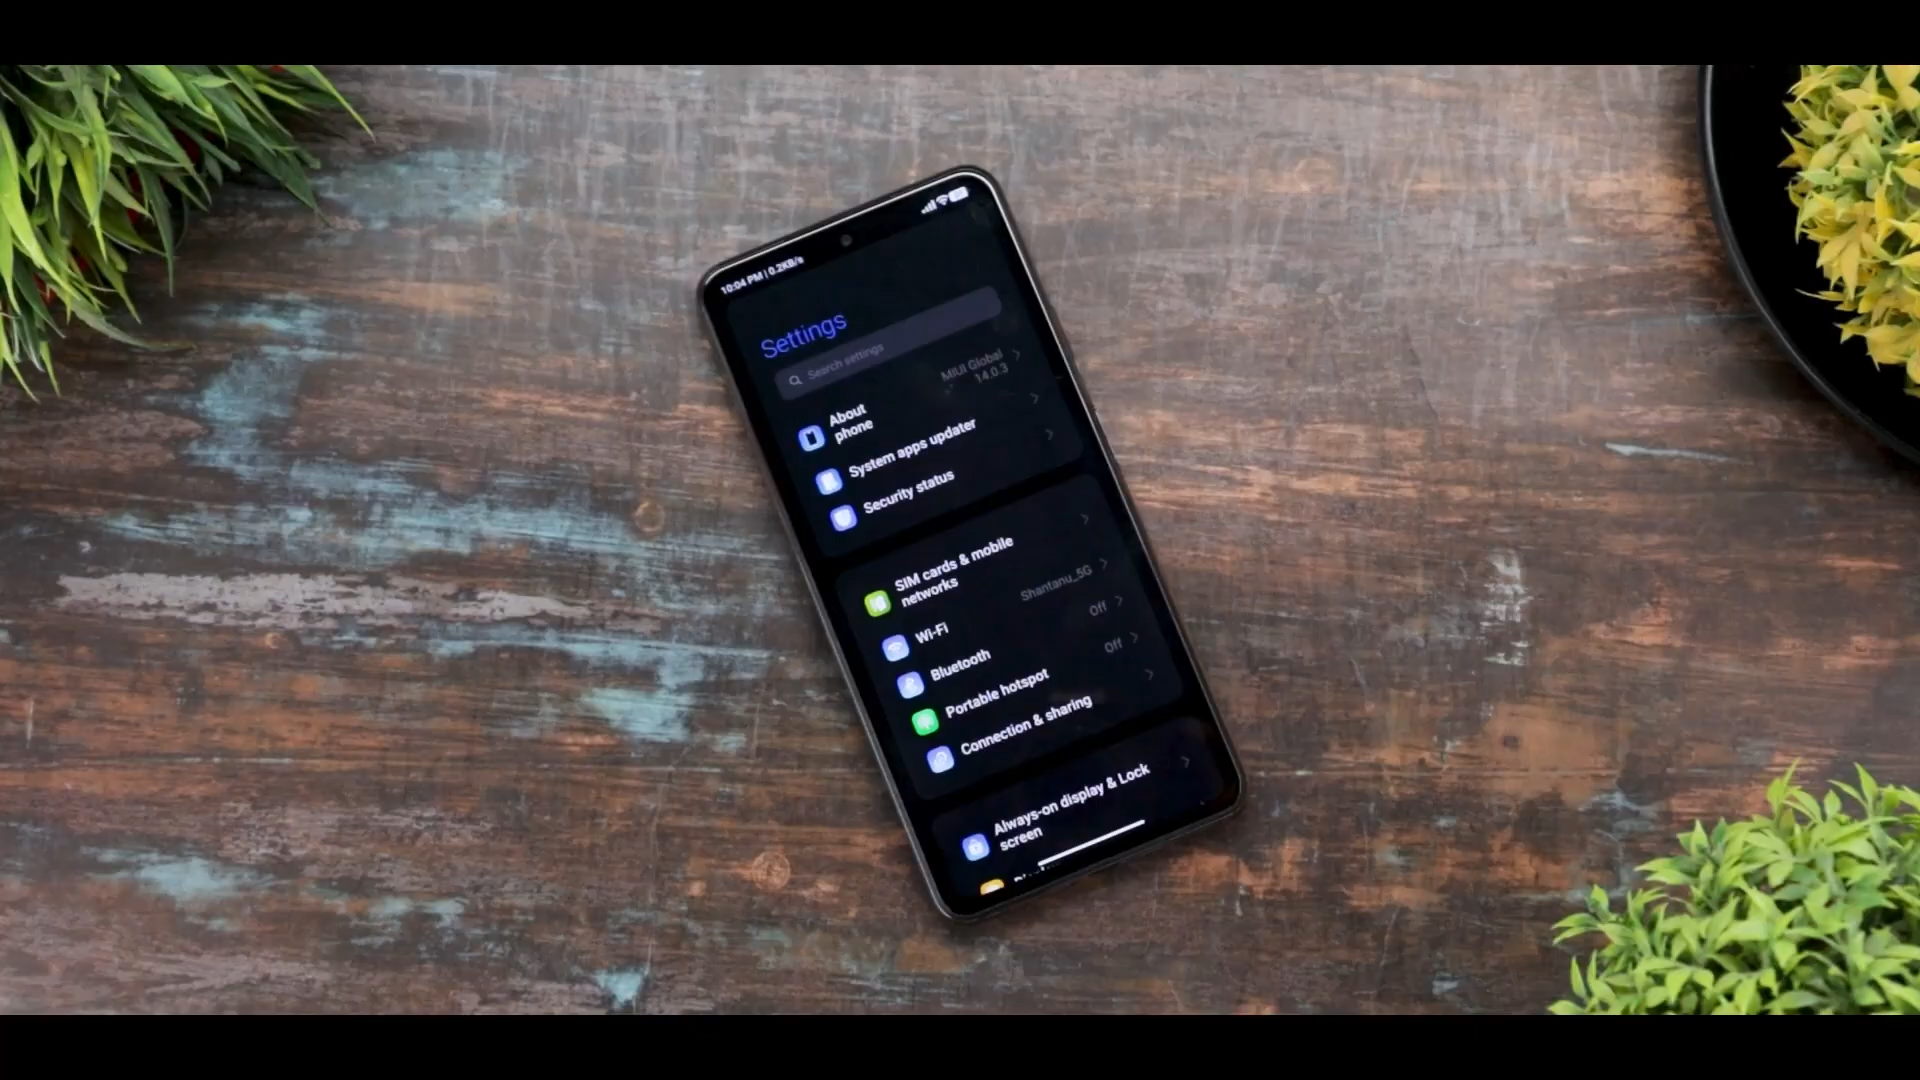 10:04 PM | 0.2KB/s
Settings
Search settings
About
phone
MIUI Global
14.0.3
System apps updater
Security status
SIM cards & mobile
networks
Wi-Fi
Shantanu_5G
Bluetooth
Off
Portable hotspot
Off
Connection & sharing
Always-on display & Lock
screen